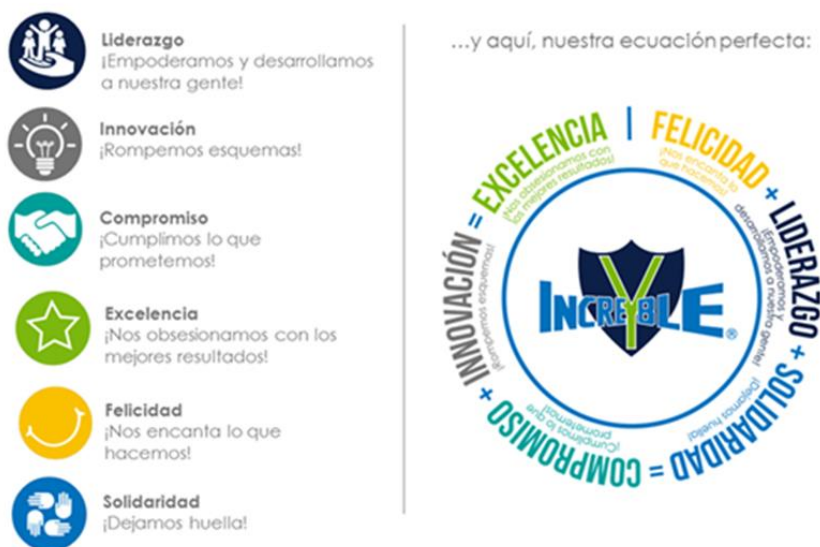 Liderazgo
¡Empoderamos y desarrollamos
a nuestra gente!
Innovación
¡Rompemos esquemas!
Compromiso
¡Cumplimos lo que
prometemos!
Excelencia
¡Nos obsesionamos con los
mejores resultados!
Felicidad
¡Nos encanta lo que
hacemos!
Solidaridad
¡Dejamos huella!
...y aquí, nuestra ecuación perfecta:
FELICIDAD +
¡Nos encanta lo
que hacemos!
LIDERAZGO +
¡Empoderamos y
desarrollamos a nuestra gente!
SOLIDARIDAD =
¡Dejamos huella!
COMPROMISO +
¡Cumplimos lo que
prometemos!
INNOVACIÓN =
¡Rompemos esquemas!
EXCELENCIA |
¡Nos obsesionamos con
los mejores resultados!
INCREYBLE®